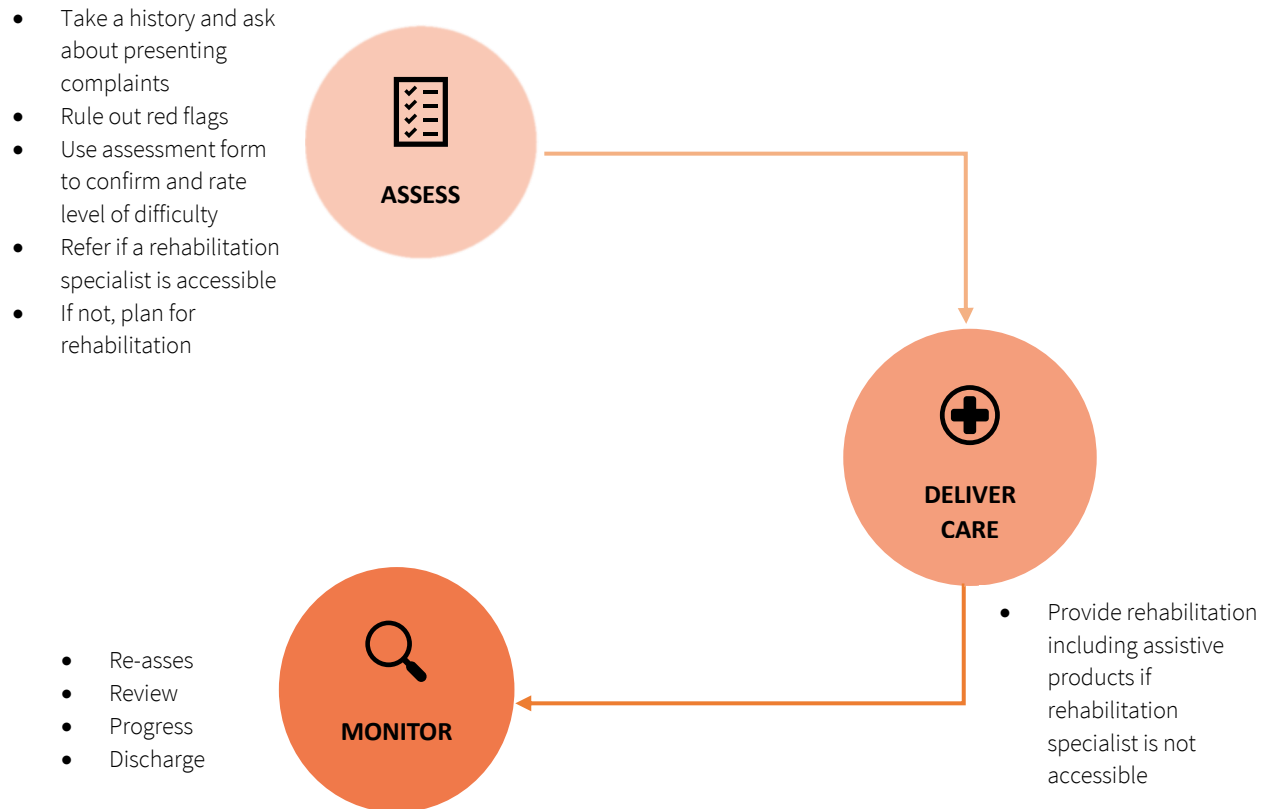 • Take a history and ask
about presenting
complaints
• Rule out red flags
• Use assessment form
to confirm and rate
level of difficulty
• Refer if a rehabilitation
specialist is accessible
• If not, plan for
rehabilitation
ASSESS
DELIVER
CARE
• Provide rehabilitation
including assistive
products if
rehabilitation
specialist is not
accessible
MONITOR
• Re-asses
• Review
• Progress
• Discharge